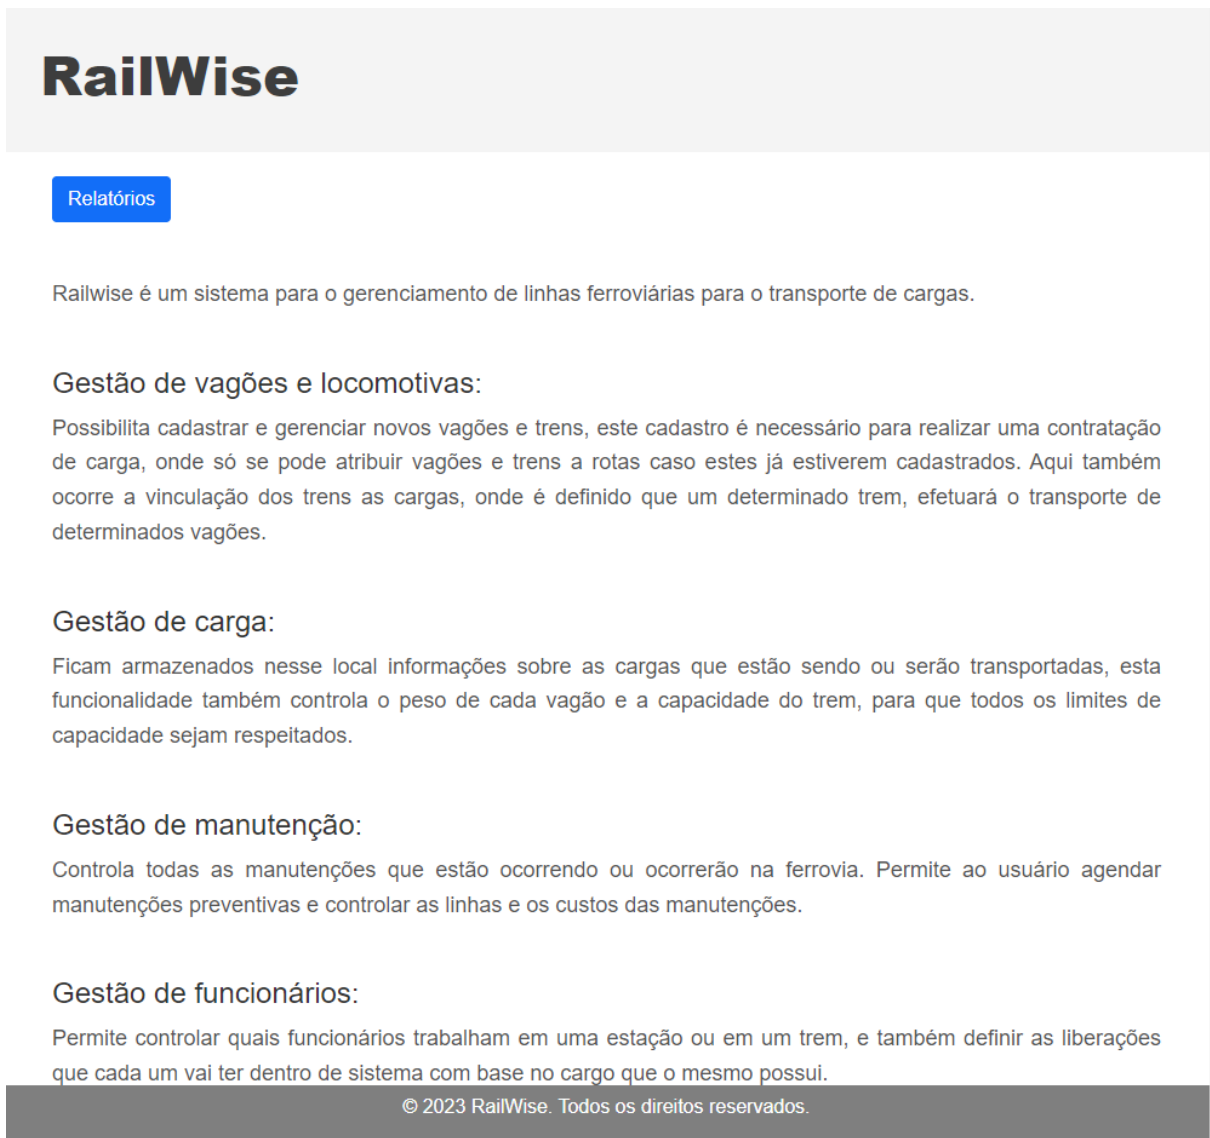 RailWise
Relatórios
Railwise é um sistema para o gerenciamento de linhas ferroviárias para o transporte de cargas.
Gestão de vagões e locomotivas:
Possibilita cadastrar e gerenciar novos vagões e trens, este cadastro é necessário para realizar uma contratação
de carga, onde só se pode atribuir vagões e trens a rotas caso estes já estiverem cadastrados. Aqui também
ocorre a vinculação dos trens as cargas, onde é definido que um determinado trem, efetuará o transporte de
determinados vagões.
Gestão de carga:
Ficam armazenados nesse local informações sobre as cargas que estão sendo ou serão transportadas, esta
funcionalidade também controla o peso de cada vagão e a capacidade do trem, para que todos os limites de
capacidade sejam respeitados.
Gestão de manutenção:
Controla todas as manutenções que estão ocorrendo ou ocorrerão na ferrovia. Permite ao usuário agendar
manutenções preventivas e controlar as linhas e os custos das manutenções.
Gestão de funcionários:
Permite controlar quais funcionários trabalham em uma estação ou em um trem, e também definir as liberações
que cada um vai ter dentro de sistema com base no cargo que o mesmo possui.
© 2023 RailWise. Todos os direitos reservados.